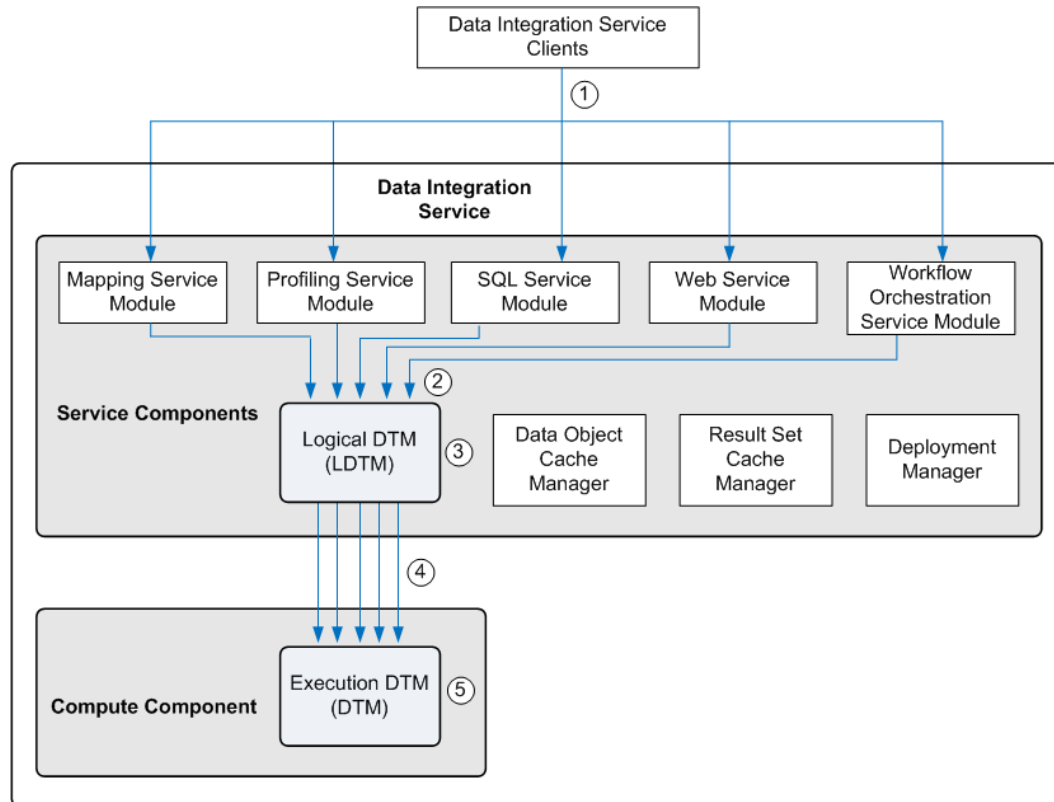 Data Integration Service
Clients
1
Data Integration
Service
Mapping Service
Module
Profiling Service
Module
SQL Service
Module
Web Service
Module
Workflow
Orchestration
Service Module
2
Service Components
Logical DTM
(LDTM)
3
Data Object
Cache
Manager
Result Set
Cache
Manager
Deployment
Manager
4
Compute Component
Execution DTM
(DTM)
5